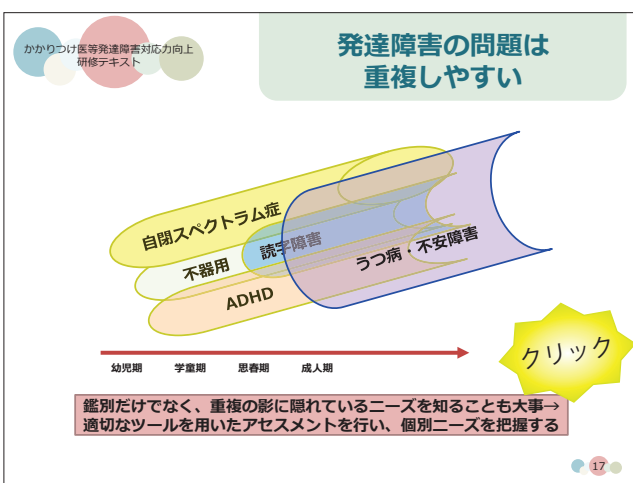 かかりつけ医等発達障害対応力向上
研修テキスト
発達障害の問題は
重複しやすい
自閉スペクトラム症
不器用
読字障害
ADHD
うつ病・不安障害
クリック
幼児期
学童期
思春期
成人期
鑑別だけでなく、重複の影に隠れているニーズを知ることも大事→
適切なツールを用いたアセスメントを行い、個別ニーズを把握する
17